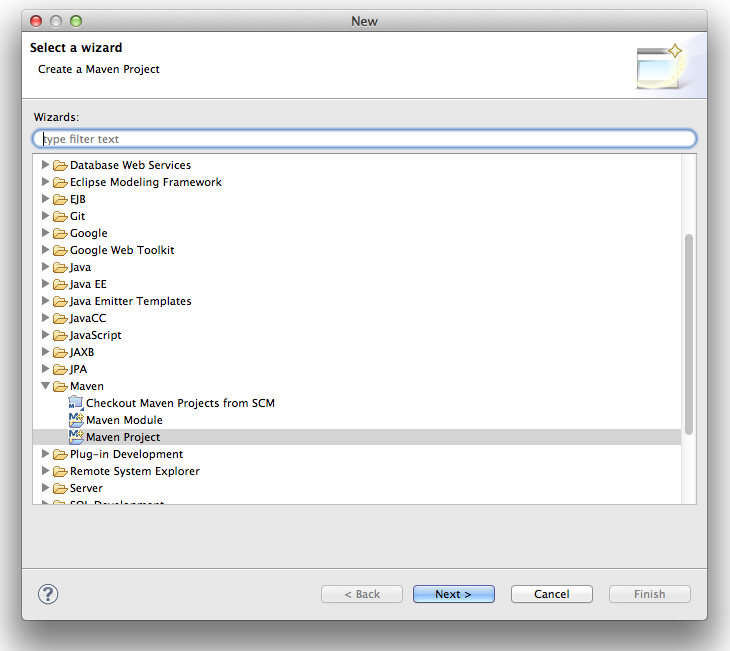 New
Select a wizard
Create a Maven Project
Wizards:
type filter text
Database Web Services
Eclipse Modeling Framework
EJB
Git
Google
Google Web Toolkit
Java
Java EE
Java Emitter Templates
JavaCC
JavaScript
JAXB
JPA
Maven
Checkout Maven Projects from SCM
Maven Module
Maven Project
Plug-in Development
Remote System Explorer
Server
SQL Development
? < Back Next > Cancel Finish